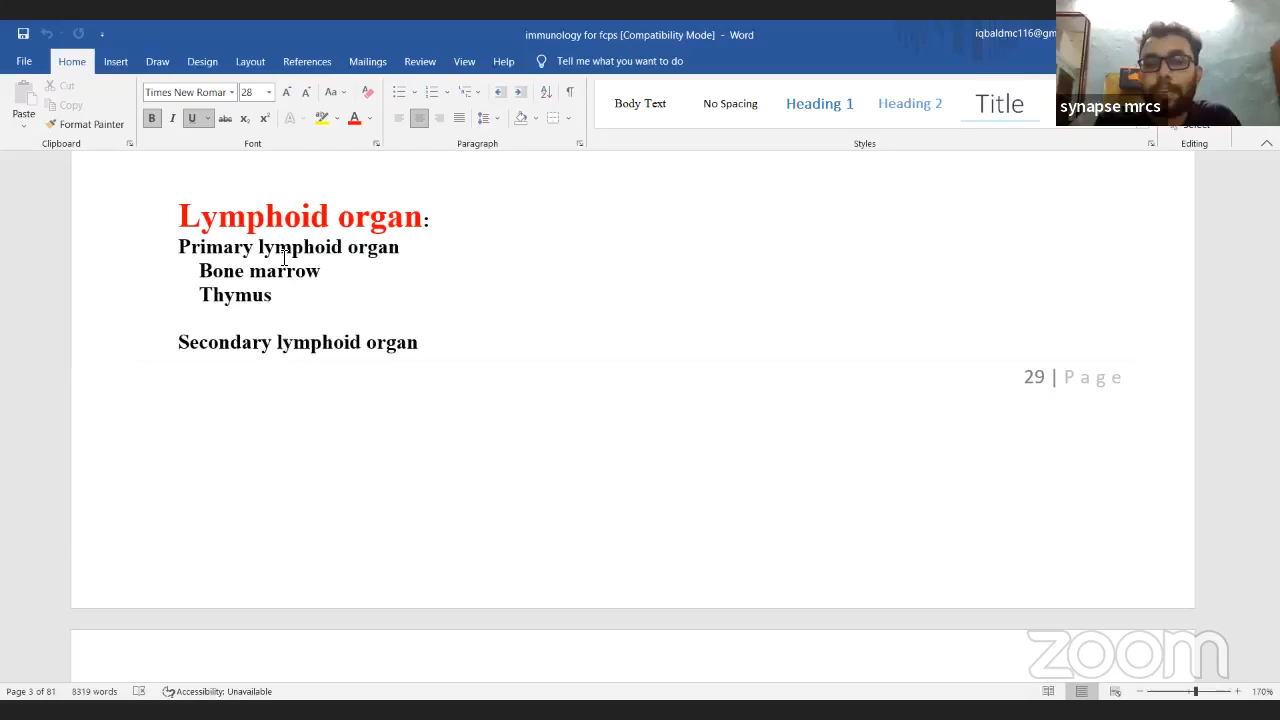 immunology for fcps [Compatibility Mode] - Word
iqbaldmc116@gm
File Home Insert Draw Design Layout References Mailings Review View Help Tell me what you want to do
Paste
Cut
Copy
Format Painter
Times New Romar 28
Body Text No Spacing Heading 1 Heading 2 Title
synapse mrcs
Clipboard Font Paragraph Styles Editing
Lymphoid organ:
Primary lymphoid organ
Bone marrow
Thymus
Secondary lymphoid organ
29 | Page
zoom
Page 3 of 81 8319 words Accessibility: Unavailable 170%